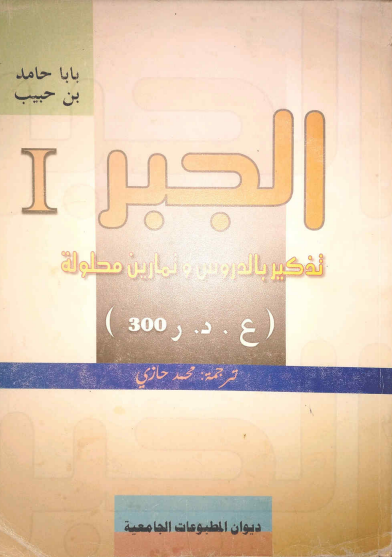 بابا حامد
بن حبيب
الجبر I
تذكير بالدروس و تمارين محلولة
( ع . د. ر 300 )
ترجمة: محمد حازي
ديوان المطبوعات الجامعية